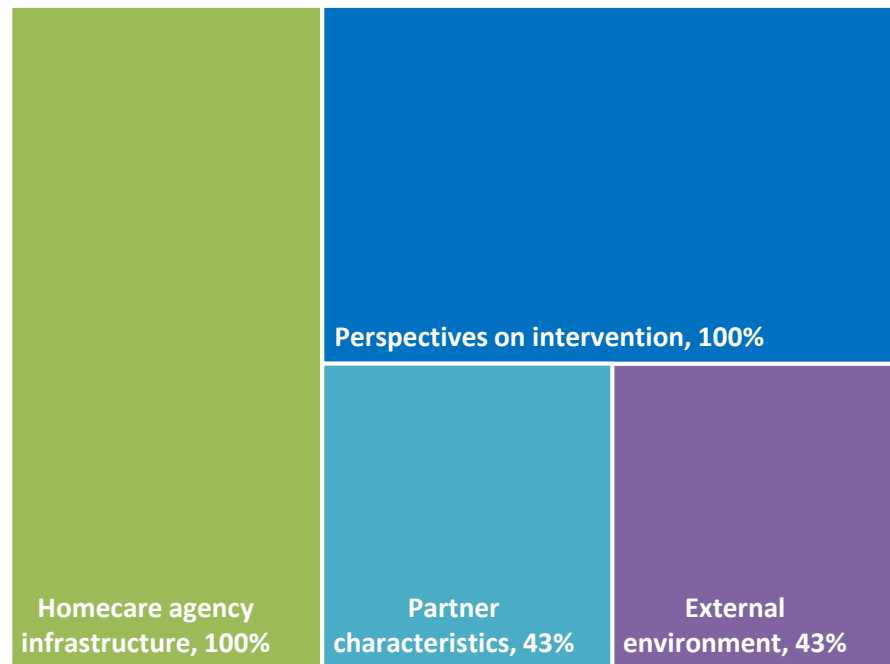 Perspectives on intervention, 100%
Homecare agency
infrastructure, 100%
Partner
characteristics, 43%
External
environment, 43%